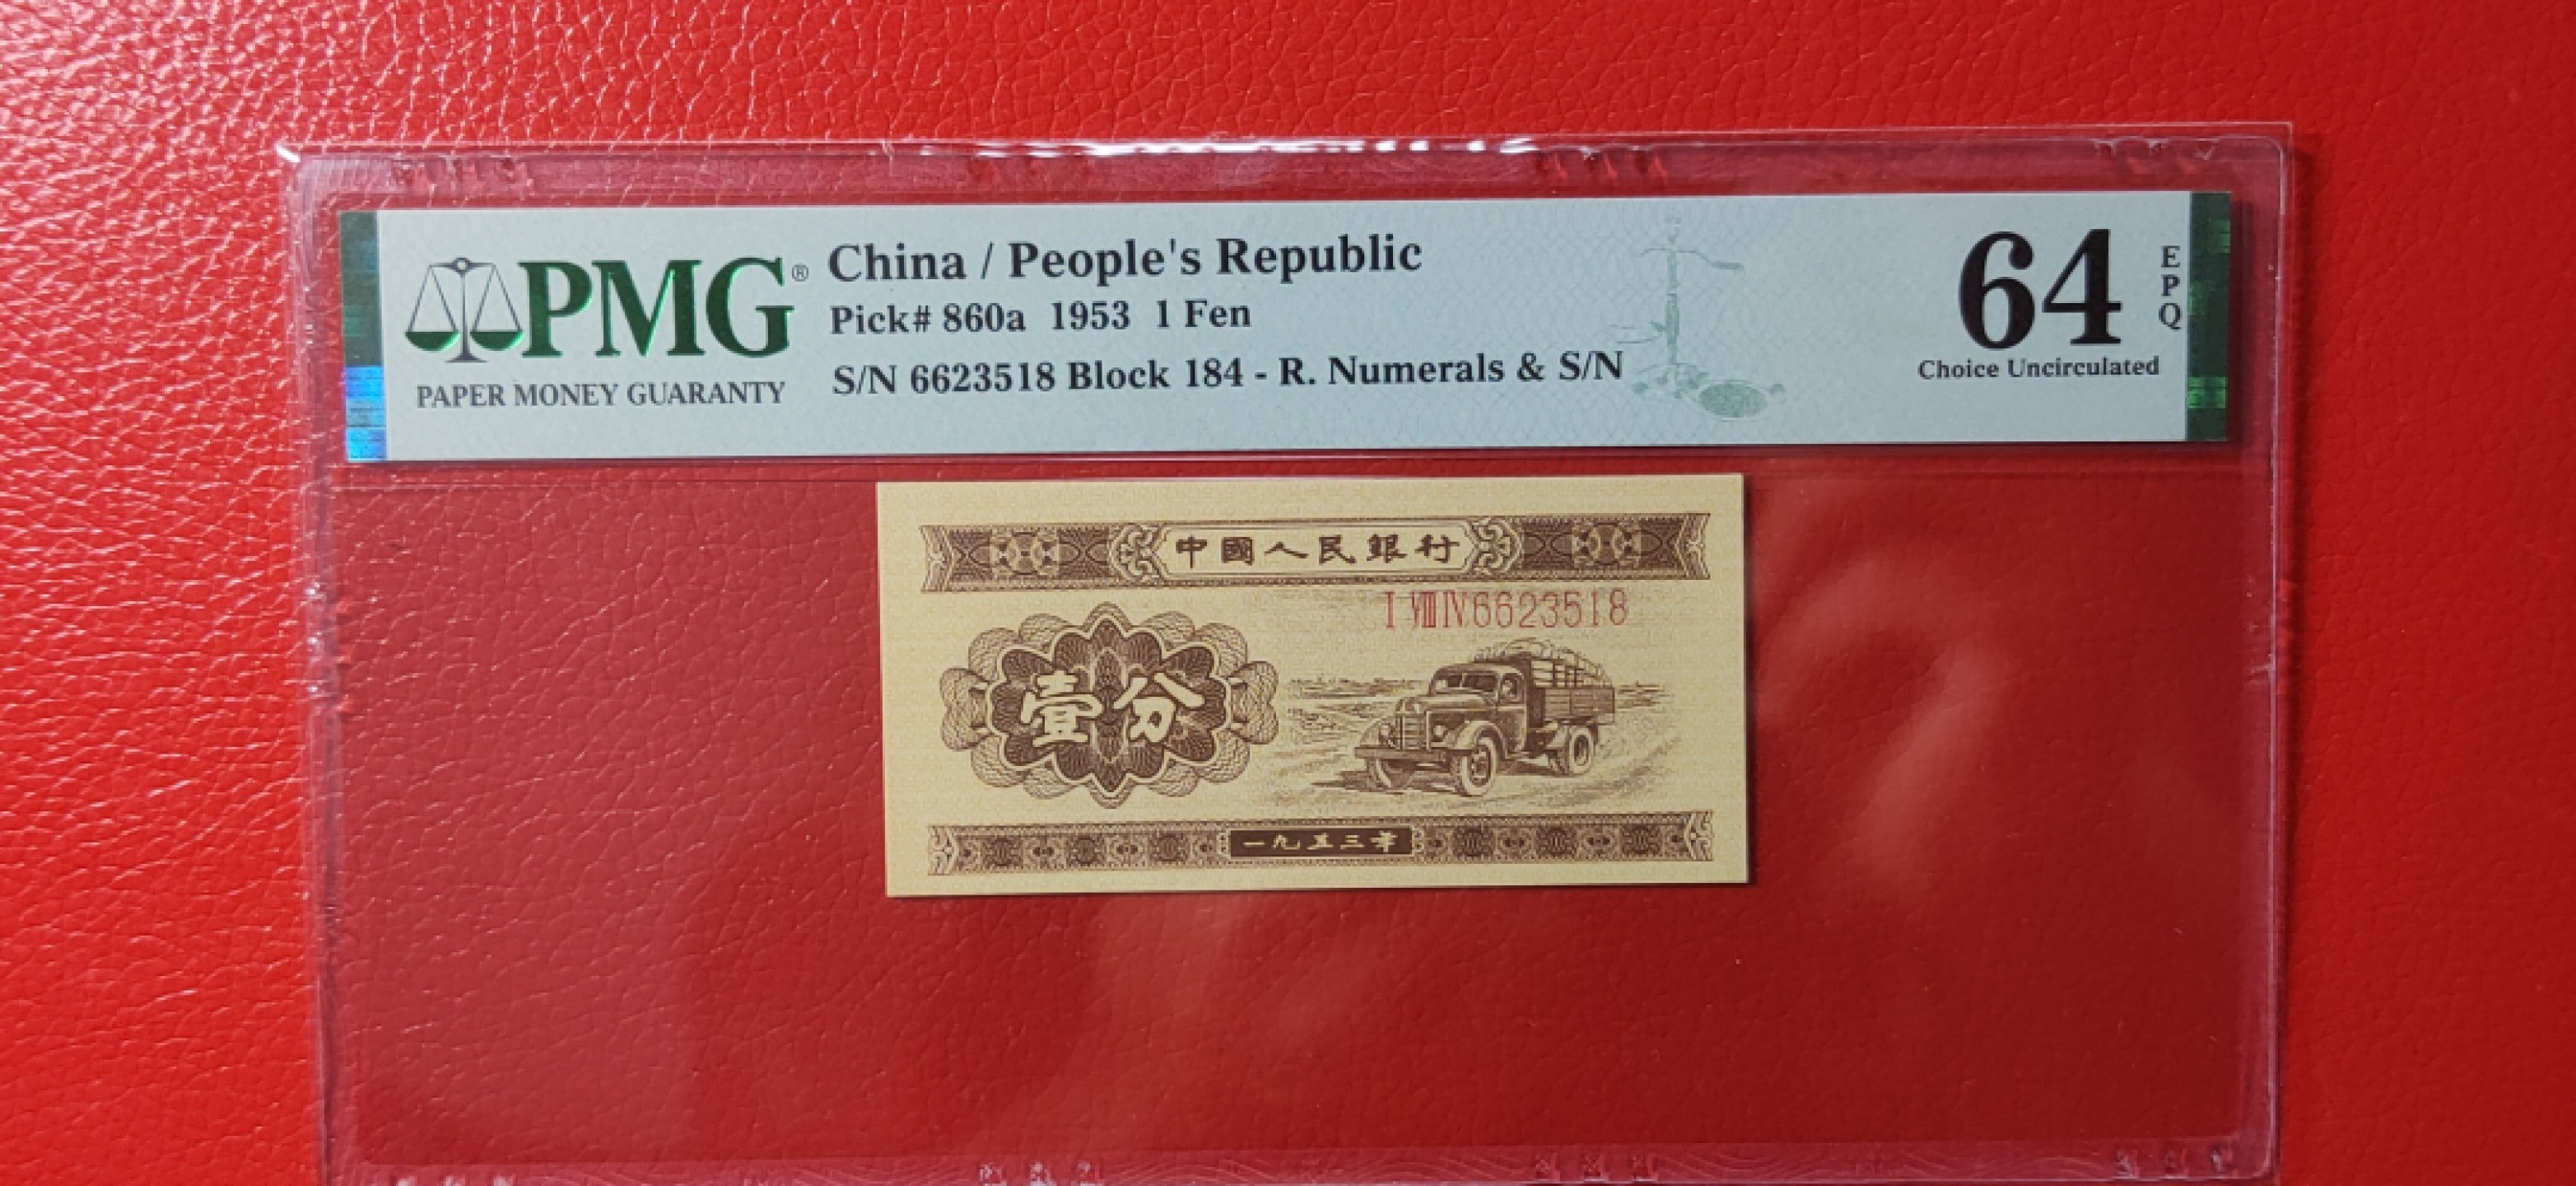 PMG®
PAPER MONEY GUARANTY
China / People's Republic
Pick# 860a 1953 1 Fen
S/N 6623518 Block 184 - R. Numerals & S/N
64
EPQ
Choice Uncirculated
中國人民銀行
I VIII IV 6623518
壹分
一九五三年